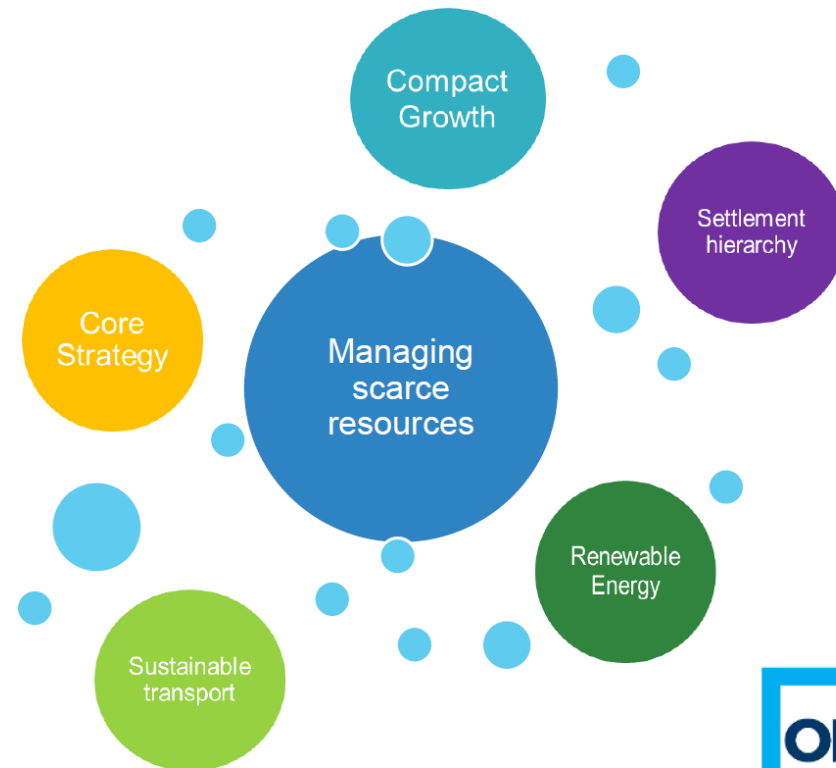 Compact
Growth
Settlement
hierarchy
Core
Strategy
Managing
scarce
resources
Renewable
Energy
Sustainable
transport